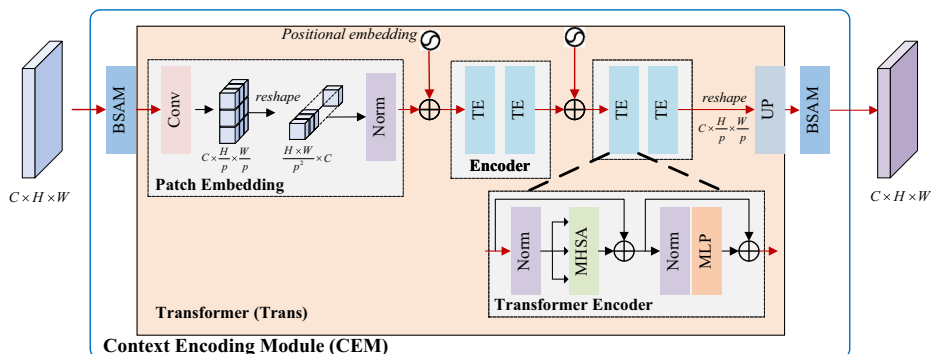 Positional embedding
C × H × W
BSAM
Conv
C × H/p × W/p
reshape
H × W/p² × C
Norm
Patch Embedding
TE
TE
Encoder
TE
TE
reshape
C × H/p × W/p
UP
BSAM
C × H × W
Norm
MHSA
Norm
MLP
Transformer Encoder
Transformer (Trans)
Context Encoding Module (CEM)